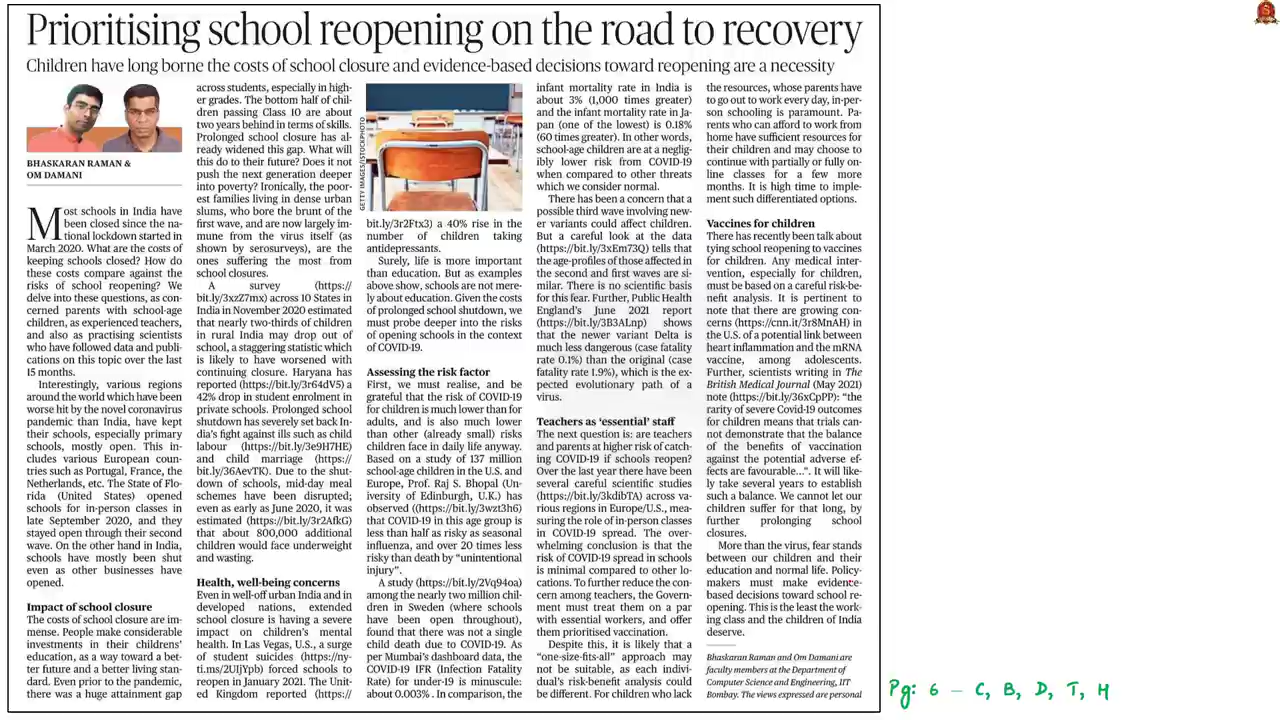 Prioritising school reopening on the road to recovery
Children have long borne the costs of school closure and evidence-based decisions toward reopening are a necessity
BHASKARAN RAMAN &
OM DAMANI
Most schools in India have
been closed since the na-
tional lockdown started in
March 2020. What are the costs of
keeping schools closed? How do
these costs compare against the
risks of school reopening? We
delve into these questions, as con-
cerned parents with school-age
children, as experienced teachers,
and also as practising scientists
who have followed data and publi-
cations on this topic over the last
15 months.
Interestingly, various regions
around the world which have been
worse hit by the novel coronavirus
pandemic than India, have kept
their schools, especially primary
schools, mostly open. This in-
cludes various European coun-
tries such as Portugal, France, the
Netherlands, etc. The State of Flo-
rida (United States) opened
schools for in-person classes in
late September 2020, and they
stayed open through their second
wave. On the other hand in India,
schools have mostly been shut
even as other businesses have
opened.
Impact of school closure
The costs of school closure are im-
mense. People make considerable
investments in their childrens'
education, as a way toward a bet-
ter future and a better living stan-
dard. Even prior to the pandemic,
there was a huge attainment gap
across students, especially in high-
er grades. The bottom half of chil-
dren passing Class 10 are about
two years behind in terms of skills.
Prolonged school closure has al-
ready widened this gap. What will
this do to their future? Does it not
push the next generation deeper
into poverty? Ironically, the poor-
est families living in dense urban
slums, who bore the brunt of the
first wave, and are now largely im-
mune from the virus itself (as
shown by serosurveys), are the
ones suffering the most from
school closures.
A survey (https://
bit.ly/3xzZ7mx) across 10 States in
India in November 2020 estimated
that nearly two-thirds of children
in rural India may drop out of
school, a staggering statistic which
is likely to have worsened with
continuing closure. Haryana has
reported (https://bit.ly/3r64dV5) a
42% drop in student enrolment in
private schools. Prolonged school
shutdown has severely set back In-
dia's fight against ills such as child
labour (https://bit.ly/3e9H7HE)
and child marriage (https://
bit.ly/36AevTK). Due to the shut-
down of schools, mid-day meal
schemes have been disrupted;
even as early as June 2020, it was
estimated (https://bit.ly/3r2AfkG)
that about 800,000 additional
children would face underweight
and wasting.
Health, well-being concerns
Even in well-off urban India and in
developed nations, extended
school closure is having a severe
impact on children's mental
health. In Las Vegas, U.S., a surge
of student suicides (https://ny-
ti.ms/2UIjYpb) forced schools to
reopen in January 2021. The Unit-
ed Kingdom reported (https://
GETTY IMAGES/ISTOCKPHOTO
bit.ly/3r2Ftx3) a 40% rise in the
number of children taking
antidepressants.
Surely, life is more important
than education. But as examples
above show, schools are not mere-
ly about education. Given the costs
of prolonged school shutdown, we
must probe deeper into the risks
of opening schools in the context
of COVID-19.
Assessing the risk factor
First, we must realise, and be
grateful that the risk of COVID-19
for children is much lower than for
adults, and is also much lower
than other (already small) risks
children face in daily life anyway.
Based on a study of 137 million
school-age children in the U.S. and
Europe, Prof. Raj S. Bhopal (Un-
iversity of Edinburgh, U.K.) has
observed ((https://bit.ly/3wzt3h6)
that COVID-19 in this age group is
less than half as risky as seasonal
influenza, and over 20 times less
risky than death by "unintentional
injury".
A study (https://bit.ly/2Vq94oa)
among the nearly two million chil-
dren in Sweden (where schools
have been open throughout),
found that there was not a single
child death due to COVID-19. As
per Mumbai's dashboard data, the
COVID-19 IFR (Infection Fatality
Rate) for under-19 is minuscule:
about 0.003% . In comparison, the
infant mortality rate in India is
about 3% (1,000 times greater)
and the infant mortality rate in Ja-
pan (one of the lowest) is 0.18%
(60 times greater). In other words,
school-age children are at a neglig-
ibly lower risk from COVID-19
when compared to other threats
which we consider normal.
There has been a concern that a
possible third wave involving new-
er variants could affect children.
But a careful look at the data
(https://bit.ly/3xEm73Q) tells that
the age-profiles of those affected in
the second and first waves are si-
milar. There is no scientific basis
for this fear. Further, Public Health
England's June 2021 report
(https://bit.ly/3B3ALnp) shows
that the newer variant Delta is
much less dangerous (case fatality
rate 0.1%) than the original (case
fatality rate 1.9%), which is the ex-
pected evolutionary path of a
virus.
Teachers as 'essential' staff
The next question is: are teachers
and parents at higher risk of catch-
ing COVID-19 if schools reopen?
Over the last year there have been
several careful scientific studies
(https://bit.ly/3kdibTA) across va-
rious regions in Europe/U.S., mea-
suring the role of in-person classes
in COVID-19 spread. The over-
whelming conclusion is that the
risk of COVID-19 spread in schools
is minimal compared to other lo-
cations. To further reduce the con-
cern among teachers, the Govern-
ment must treat them on a par
with essential workers, and offer
them prioritised vaccination.
Despite this, it is likely that a
"one-size-fits-all" approach may
not be suitable, as each indivi-
dual's risk-benefit analysis could
be different. For children who lack
the resources, whose parents have
to go out to work every day, in-per-
son schooling is paramount. Pa-
rents who can afford to work from
home have sufficient resources for
their children and may choose to
continue with partially or fully on-
line classes for a few more
months. It is high time to imple-
ment such differentiated options.
Vaccines for children
There has recently been talk about
tying school reopening to vaccines
for children. Any medical inter-
vention, especially for children,
must be based on a careful risk-be-
nefit analysis. It is pertinent to
note that there are growing con-
cerns (https://cnn.it/3r8MnAH) in
the U.S. of a potential link between
heart inflammation and the mRNA
vaccine, among adolescents.
Further, scientists writing in The
British Medical Journal (May 2021)
note (https://bit.ly/36xCpPP): "the
rarity of severe Covid-19 outcomes
for children means that trials can-
not demonstrate that the balance
of the benefits of vaccination
against the potential adverse ef-
fects are favourable...". It will like-
ly take several years to establish
such a balance. We cannot let our
children suffer for that long, by
further prolonging school
closures.
More than the virus, fear stands
between our children and their
education and normal life. Policy-
makers must make evidence-
based decisions toward school re-
opening. This is the least the work-
ing class and the children of India
deserve.
Bhaskaran Raman and Om Damani are
faculty members at the Department of
Computer Science and Engineering, IIT
Bombay. The views expressed are personal
Pg: 6 - C, B, D, T, H